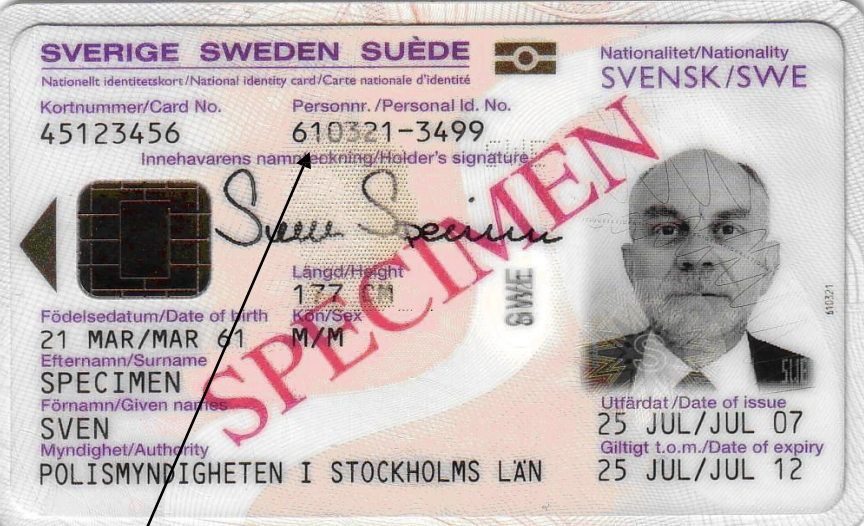 SVERIGE SWEDEN SUÈDE
Nationellt identitetskort/National identity card/Carte nationale d'identité
Nationalitet/Nationality
SVENSK/SWE
Kortnummer/Card No.
45123456
Personnr./Personal Id. No.
610321-3499
Innehavarens namnteckning/Holder's signature
Sven Specimen
SPECIMEN
Längd/Height
177 CM
SWE
610321
Födelsedatum/Date of birth
21 MAR/MAR 61
Kön/Sex
M/M
Efternamn/Surname
SPECIMEN
Förnamn/Given names
SVEN
Myndighet/Authority
POLISMYNDIGHETEN I STOCKHOLMS LÄN
SWE
Utfärdat/Date of issue
25 JUL/JUL 07
Giltigt t.o.m./Date of expiry
25 JUL/JUL 12